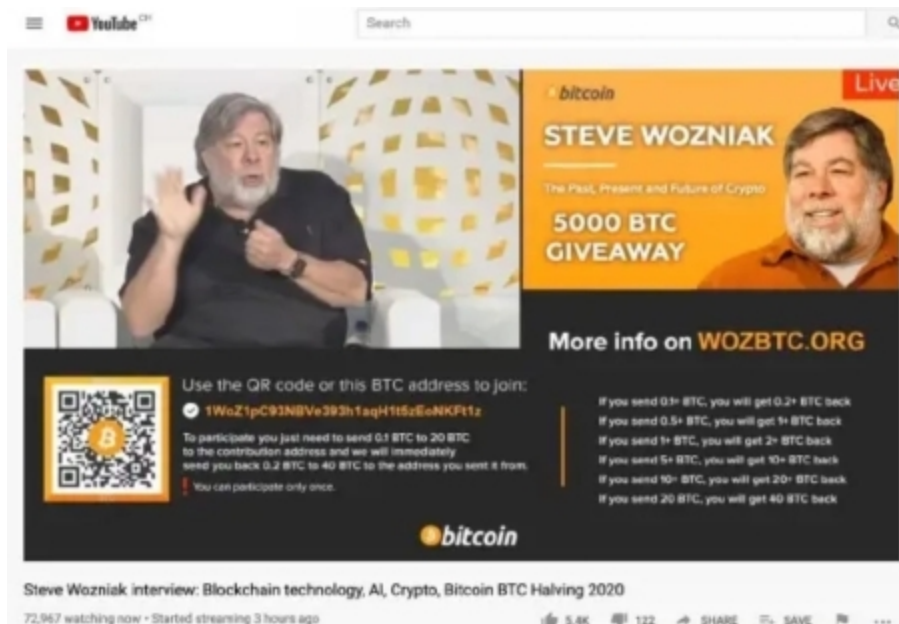 YouTube CH
Search
bitcoin
Live
STEVE WOZNIAK
The Past, Present and Future of Crypto
5000 BTC
GIVEAWAY
More info on WOZBTC.ORG
Use the QR code or this BTC address to join:
To participate you just need to send 0.1 BTC to 20 BTC
to the contribution address and we will immediately
send you back 0.2 BTC to 40 BTC to the address you sent it from.
You can participate only once.
If you send 0.1+ BTC, you will get 0.2+ BTC back
If you send 0.5+ BTC, you will get 1+ BTC back
If you send 1+ BTC, you will get 2+ BTC back
If you send 5+ BTC, you will get 10+ BTC back
If you send 10+ BTC, you will get 20+ BTC back
If you send 20 BTC, you will get 40 BTC back
bitcoin
Steve Wozniak interview: Blockchain technology, AI, Crypto, Bitcoin BTC Halving 2020
72,967 watching now • Started streaming 3 hours ago
5.4K 122 SHARE SAVE